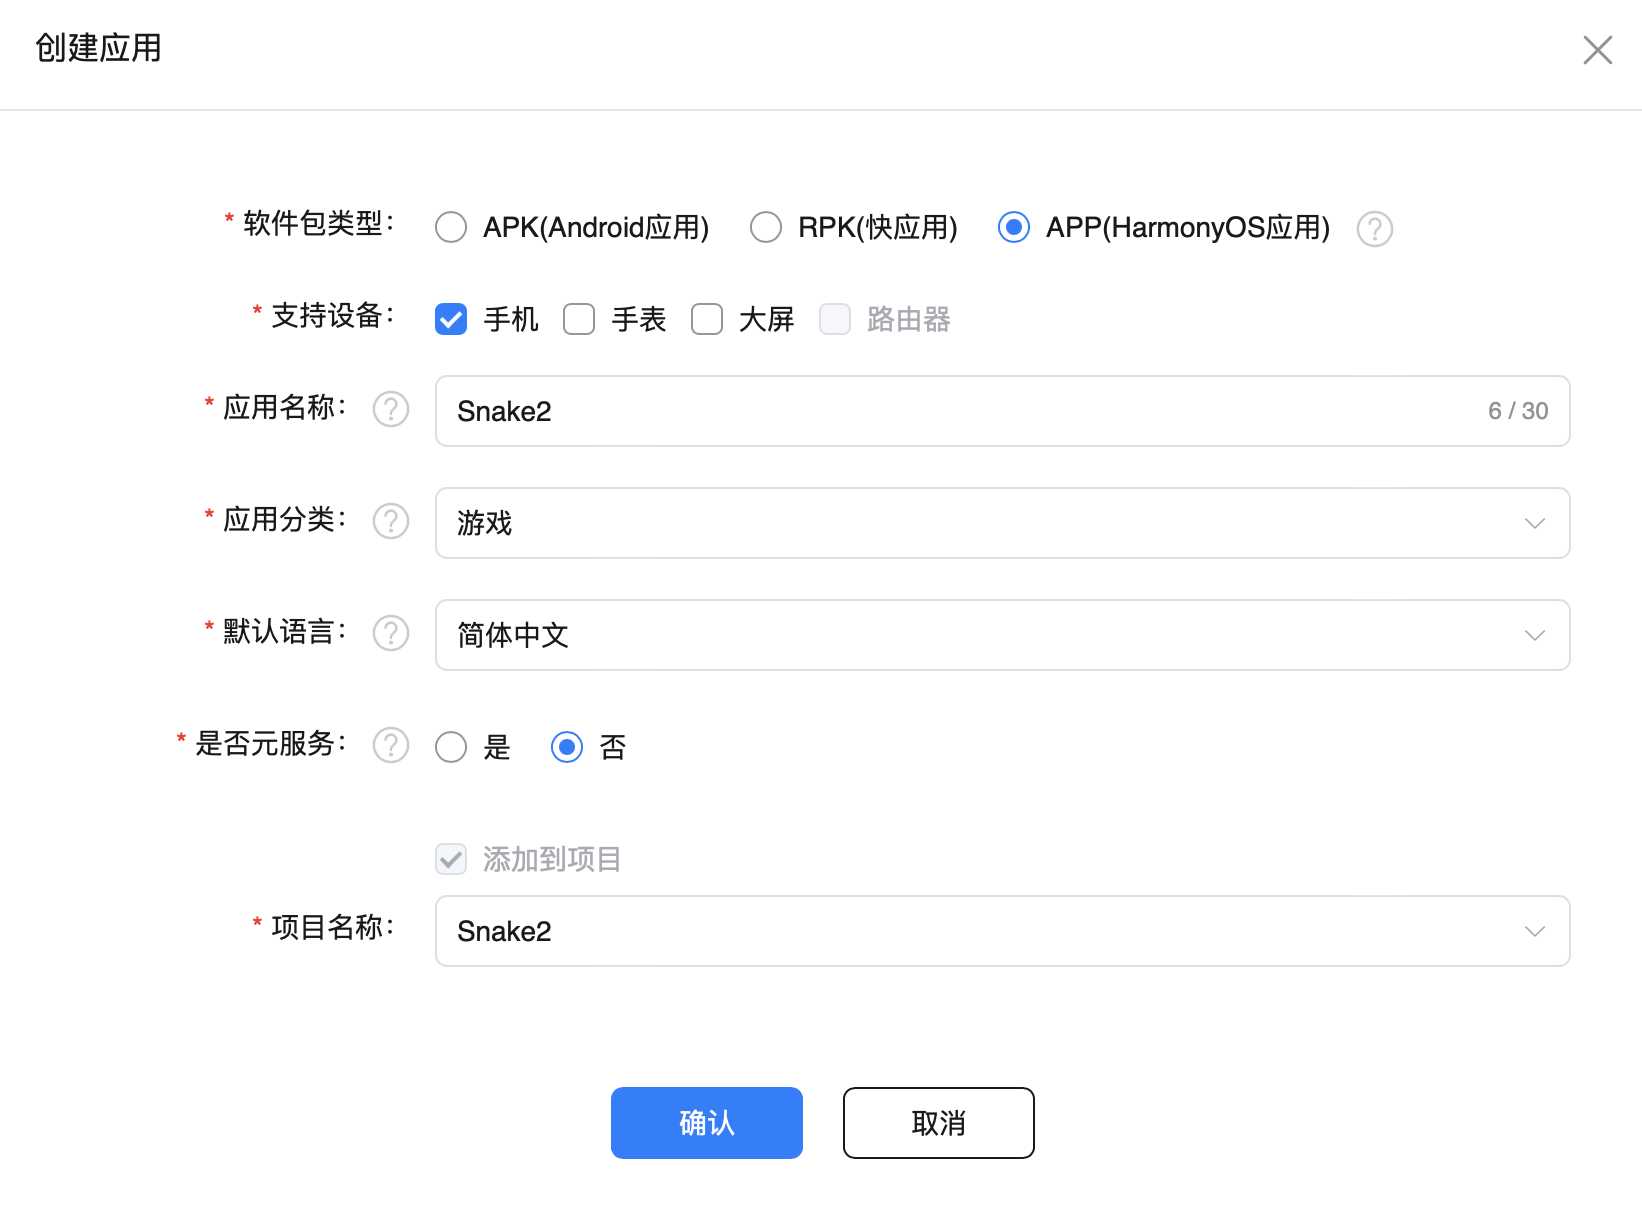 创建应用
* 软件包类型： APK(Android应用) RPK(快应用) APP(HarmonyOS应用) ?
* 支持设备： 手机 手表 大屏 路由器
* 应用名称： ? Snake2 6 / 30
* 应用分类： ? 游戏
* 默认语言： ? 简体中文
* 是否元服务： ? 是 否
添加到项目
* 项目名称： Snake2
确认 取消